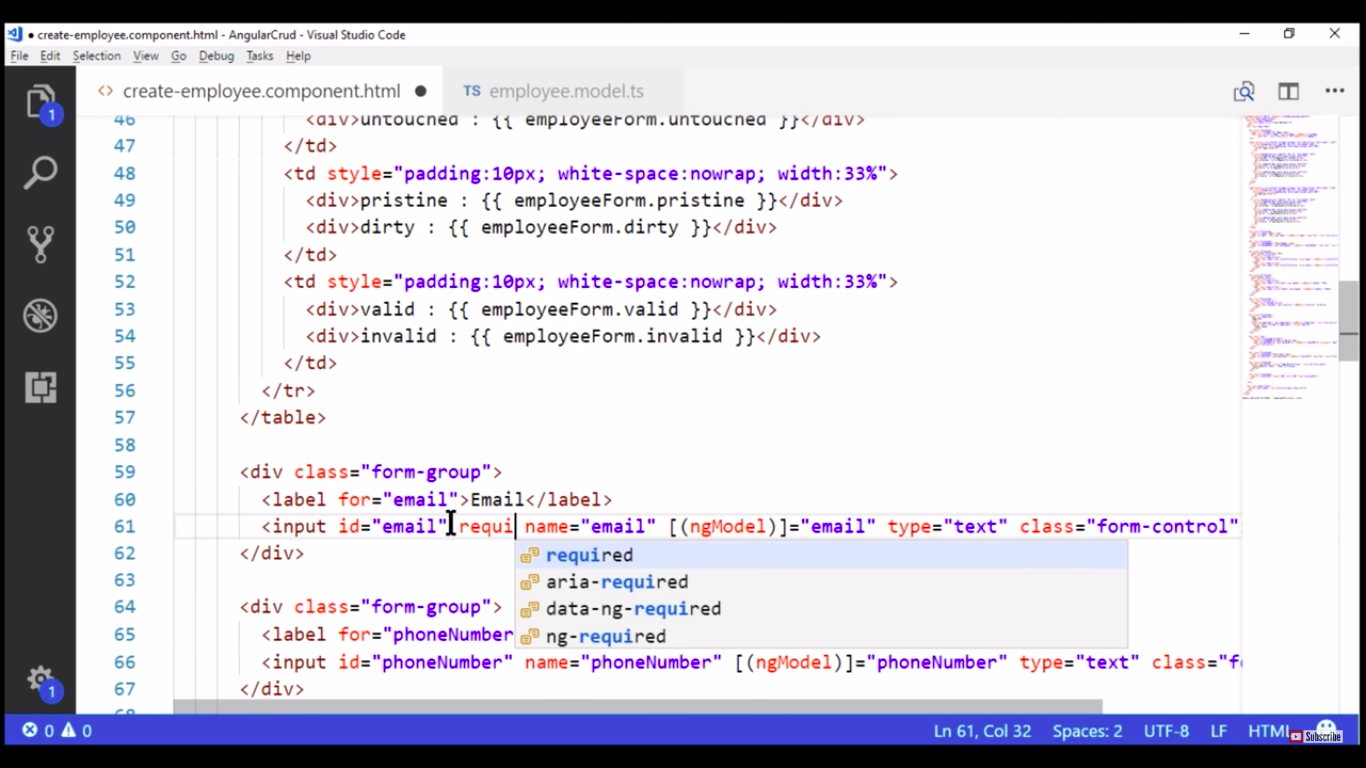 create-employee.component.html - AngularCrud - Visual Studio Code
File Edit Selection View Go Debug Tasks Help
<> create-employee.component.html ● TS employee.model.ts
1
46 <div>untouched : {{ employeeForm.untouched }}</div>
47 </td>
48 <td style="padding:10px; white-space:nowrap; width:33%">
49 <div>pristine : {{ employeeForm.pristine }}</div>
50 <div>dirty : {{ employeeForm.dirty }}</div>
51 </td>
52 <td style="padding:10px; white-space:nowrap; width:33%">
53 <div>valid : {{ employeeForm.valid }}</div>
54 <div>invalid : {{ employeeForm.invalid }}</div>
55 </td>
56 </tr>
57 </table>
58
59 <div class="form-group">
60 <label for="email">Email</label>
61 <input id="email" requi name="email" [(ngModel)]="email" type="text" class="form-control"
62 </div>
required
63
aria-required
64 <div class="form-group">
data-ng-required
65 <label for="phoneNumber
ng-required
66 <input id="phoneNumber" name="phoneNumber" [(ngModel)]="phoneNumber" type="text" class="f
67 </div>
1
0 0 Ln 61, Col 32 Spaces: 2 UTF-8 LF HTML Subscribe